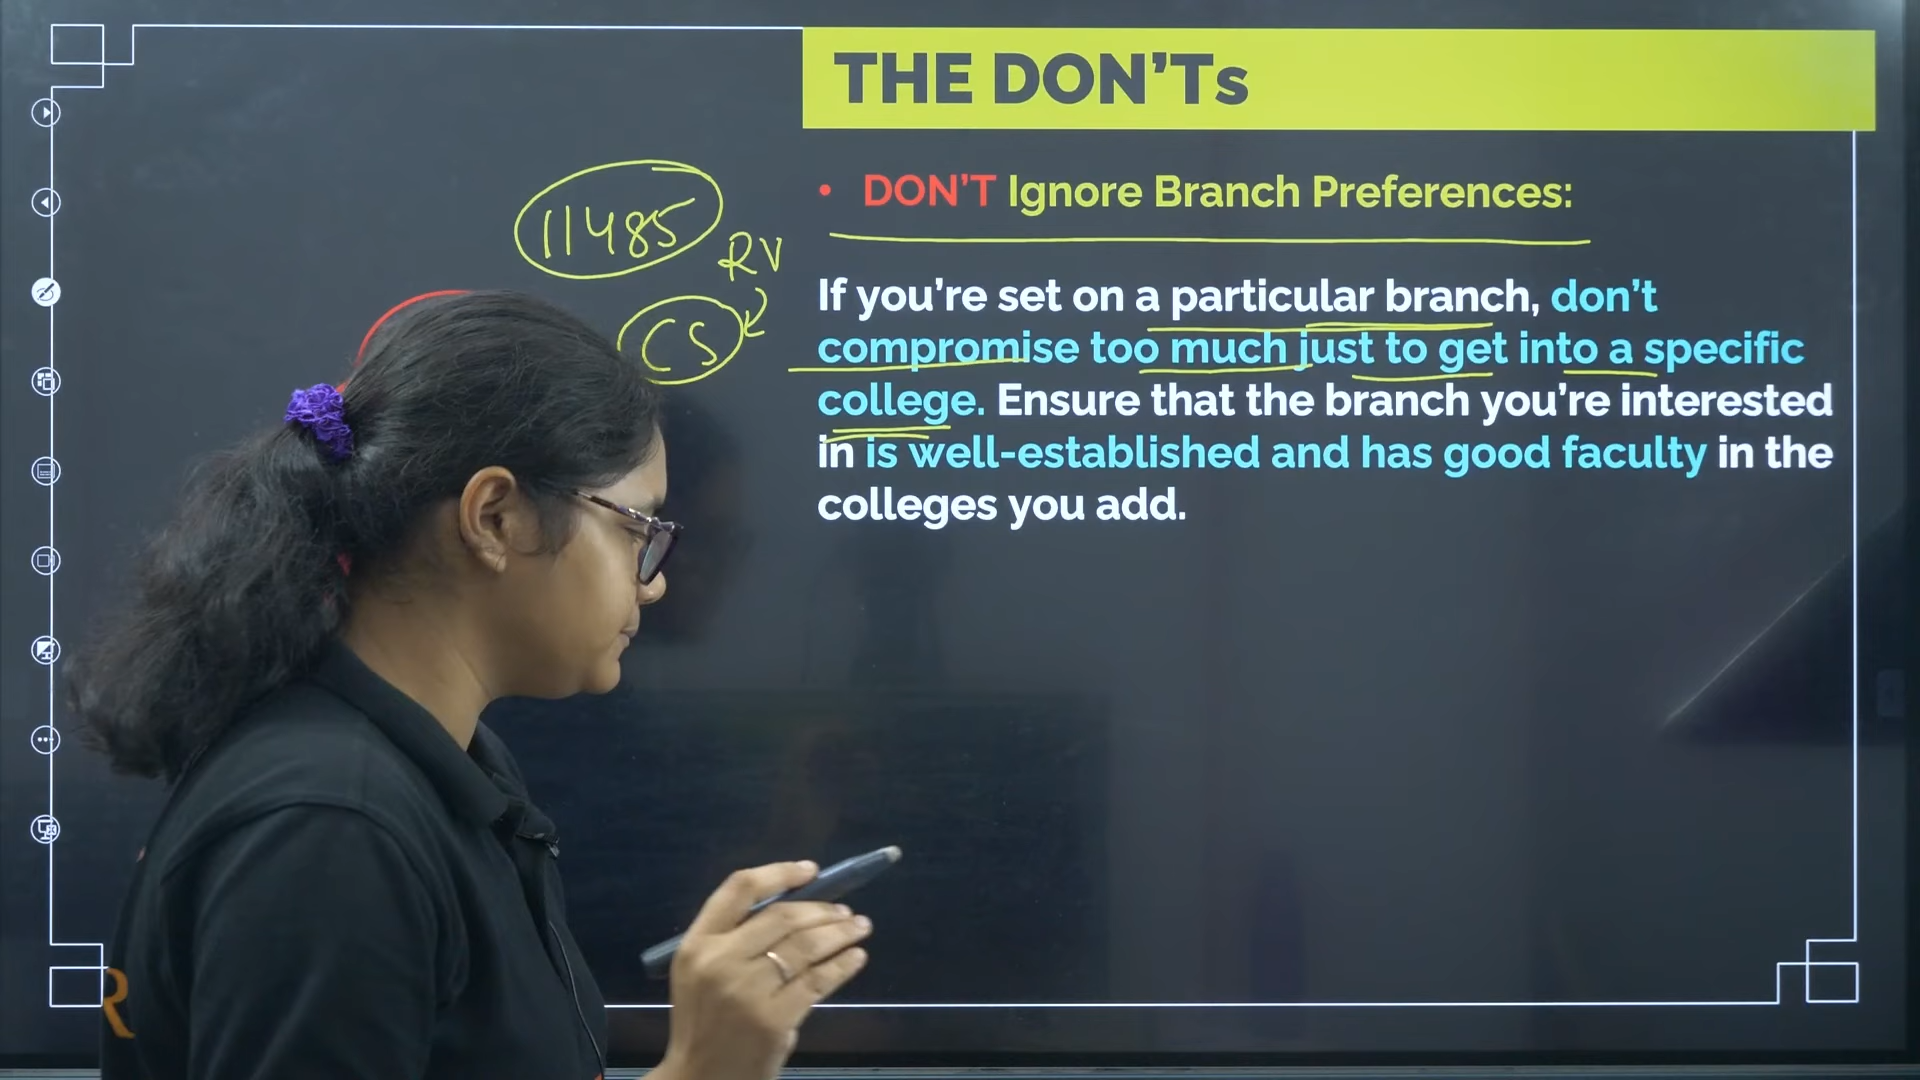 THE DON'Ts
• DON'T Ignore Branch Preferences:
11485
RV
CS
If you're set on a particular branch, don't
compromise too much just to get into a specific
college. Ensure that the branch you're interested
in is well-established and has good faculty in the
colleges you add.
R